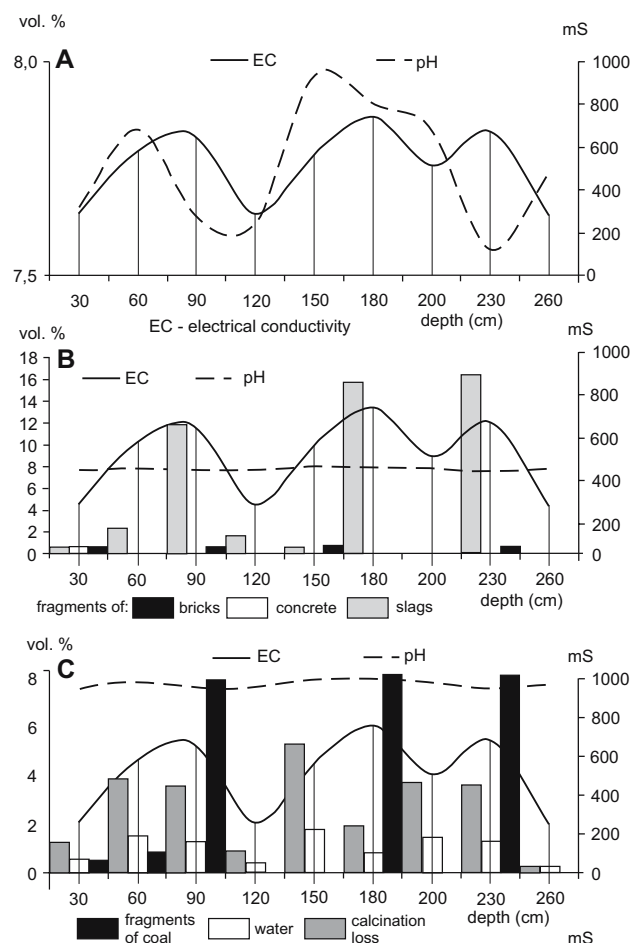 vol. % mS
A EC pH
8,0 1000
800
600
400
200
7,5 0
30 60 90 120 150 180 200 230 260
EC - electrical conductivity depth (cm)
vol. % mS
B EC pH
18 1000
16
14 800
12
10 600
8
6 400
4
2 200
0 0
30 60 90 120 150 180 200 230 260
depth (cm)
fragments of: bricks concrete slags
vol. % mS
C EC pH
8 1000
800
6
600
4
400
2 200
0 0
30 60 90 120 150 180 200 230 260
depth (cm)
fragments of coal water calcination loss
mS